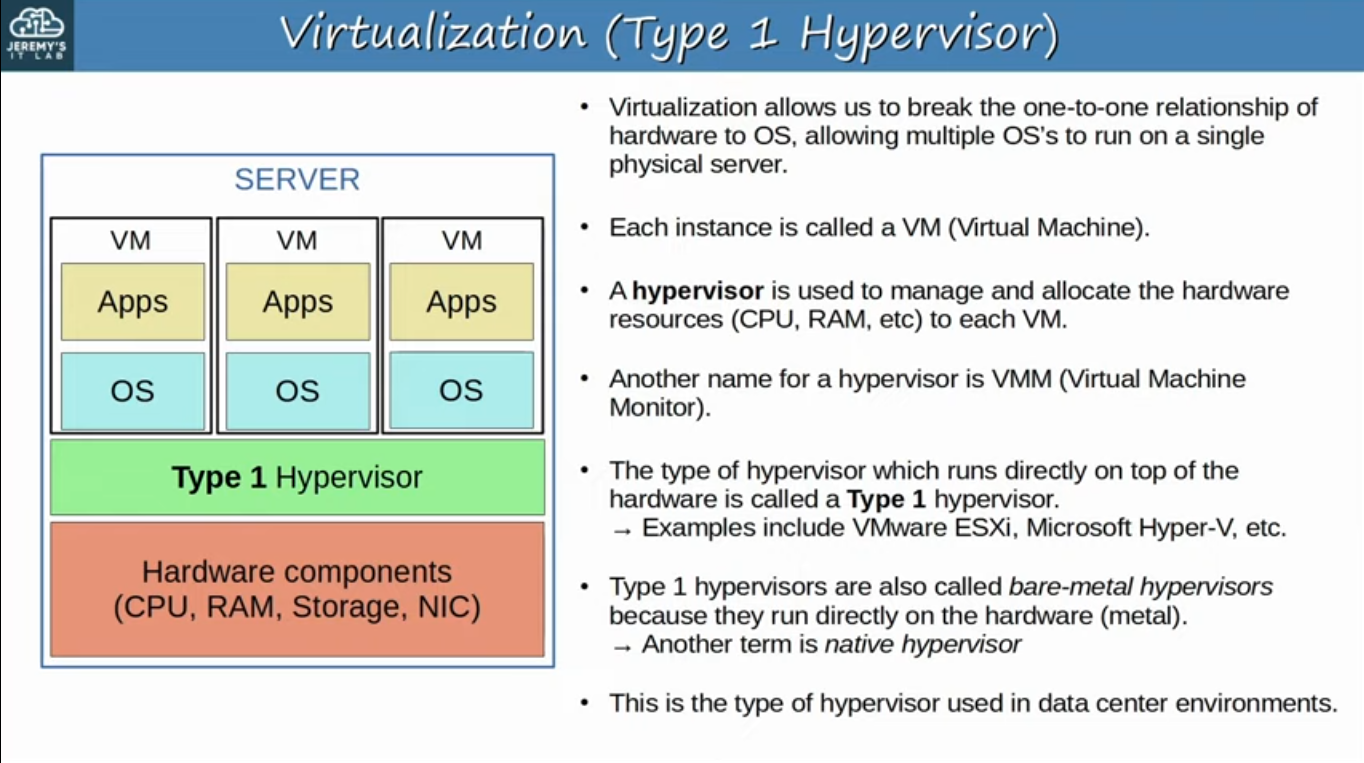 JEREMY'S
IT LAB
Virtualization (Type 1 Hypervisor)
SERVER
VM
VM
VM
Apps
Apps
Apps
OS
OS
OS
Type 1 Hypervisor
Hardware components
(CPU, RAM, Storage, NIC)
• Virtualization allows us to break the one-to-one relationship of
hardware to OS, allowing multiple OS's to run on a single
physical server.
• Each instance is called a VM (Virtual Machine).
• A hypervisor is used to manage and allocate the hardware
resources (CPU, RAM, etc) to each VM.
• Another name for a hypervisor is VMM (Virtual Machine
Monitor).
• The type of hypervisor which runs directly on top of the
hardware is called a Type 1 hypervisor.
→ Examples include VMware ESXi, Microsoft Hyper-V, etc.
• Type 1 hypervisors are also called bare-metal hypervisors
because they run directly on the hardware (metal).
→ Another term is native hypervisor
• This is the type of hypervisor used in data center environments.